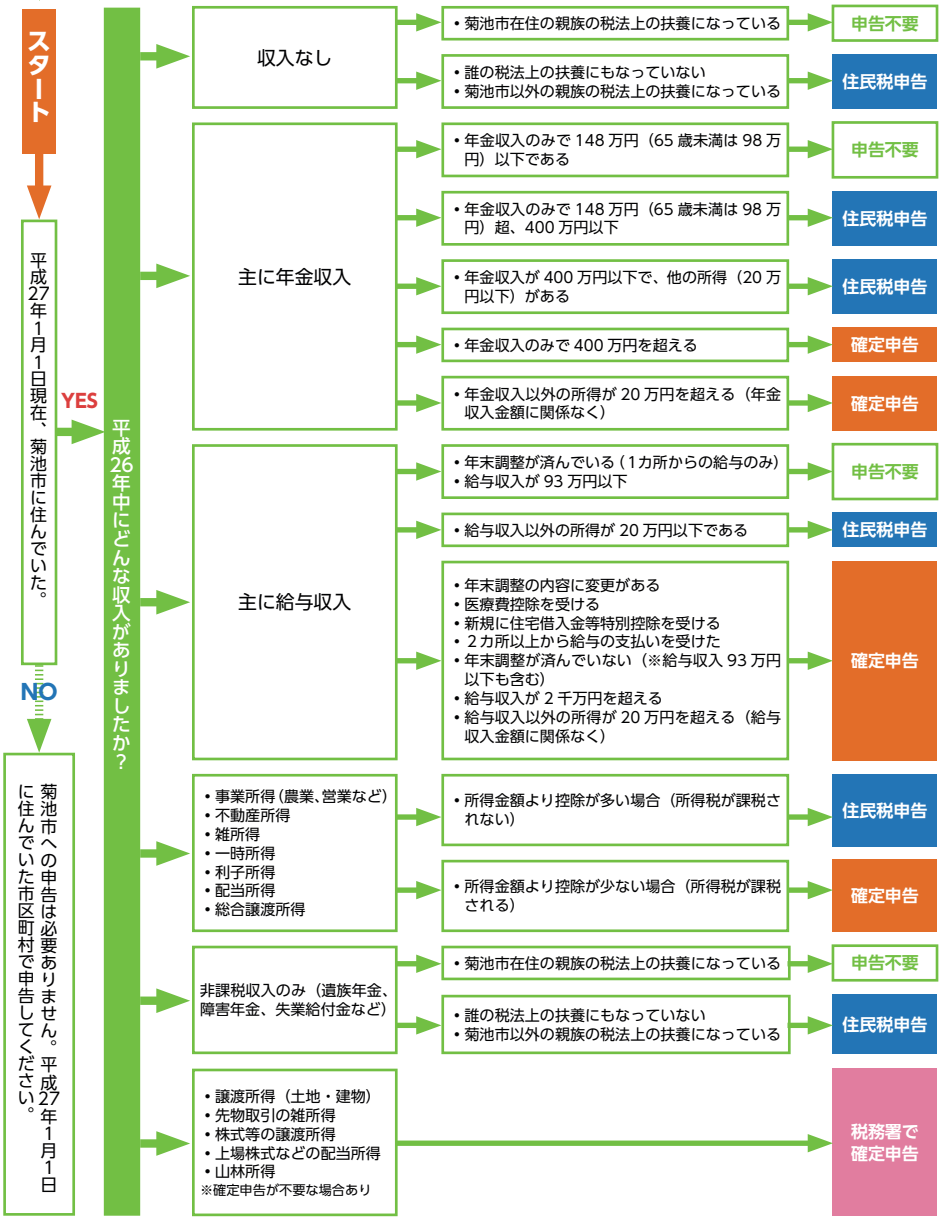 スタート
平成27年1月1日現在、菊池市に住んでいた。
YES
NO
菊池市への申告は必要ありません。平成27年1月1日
に住んでいた市区町村で申告してください。
平成26年中にどんな収入がありましたか？
収入なし
・菊池市在住の親族の税法上の扶養になっている
申告不要
・誰の税法上の扶養にもなっていない
・菊池市以外の親族の税法上の扶養になっている
住民税申告
主に年金収入
・年金収入のみで 148 万円（65 歳未満は 98 万
円）以下である
申告不要
・年金収入のみで 148 万円（65 歳未満は 98 万
円）超、400 万円以下
住民税申告
・年金収入が 400 万円以下で、他の所得（20 万
円以下）がある
住民税申告
・年金収入のみで 400 万円を超える
確定申告
・年金収入以外の所得が 20 万円を超える（年金
収入金額に関係なく）
確定申告
主に給与収入
・年末調整が済んでいる（1カ所からの給与のみ）
・給与収入が 93 万円以下
申告不要
・給与収入以外の所得が 20 万円以下である
住民税申告
・年末調整の内容に変更がある
・医療費控除を受ける
・新規に住宅借入金等特別控除を受ける
・２カ所以上から給与の支払いを受けた
・年末調整が済んでいない（※給与収入 93 万円
以下も含む）
・給与収入が 2 千万円を超える
・給与収入以外の所得が 20 万円を超える（給与
収入金額に関係なく）
確定申告
・事業所得（農業、営業など）
・不動産所得
・雑所得
・一時所得
・利子所得
・配当所得
・総合譲渡所得
・所得金額より控除が多い場合（所得税が課税さ
れない）
住民税申告
・所得金額より控除が少ない場合（所得税が課税
される）
確定申告
非課税収入のみ（遺族年金、
障害年金、失業給付金など）
・菊池市在住の親族の税法上の扶養になっている
申告不要
・誰の税法上の扶養にもなっていない
・菊池市以外の親族の税法上の扶養になっている
住民税申告
・譲渡所得（土地・建物）
・先物取引の雑所得
・株式等の譲渡所得
・上場株式などの配当所得
・山林所得
※確定申告が不要な場合あり
税務署で
確定申告